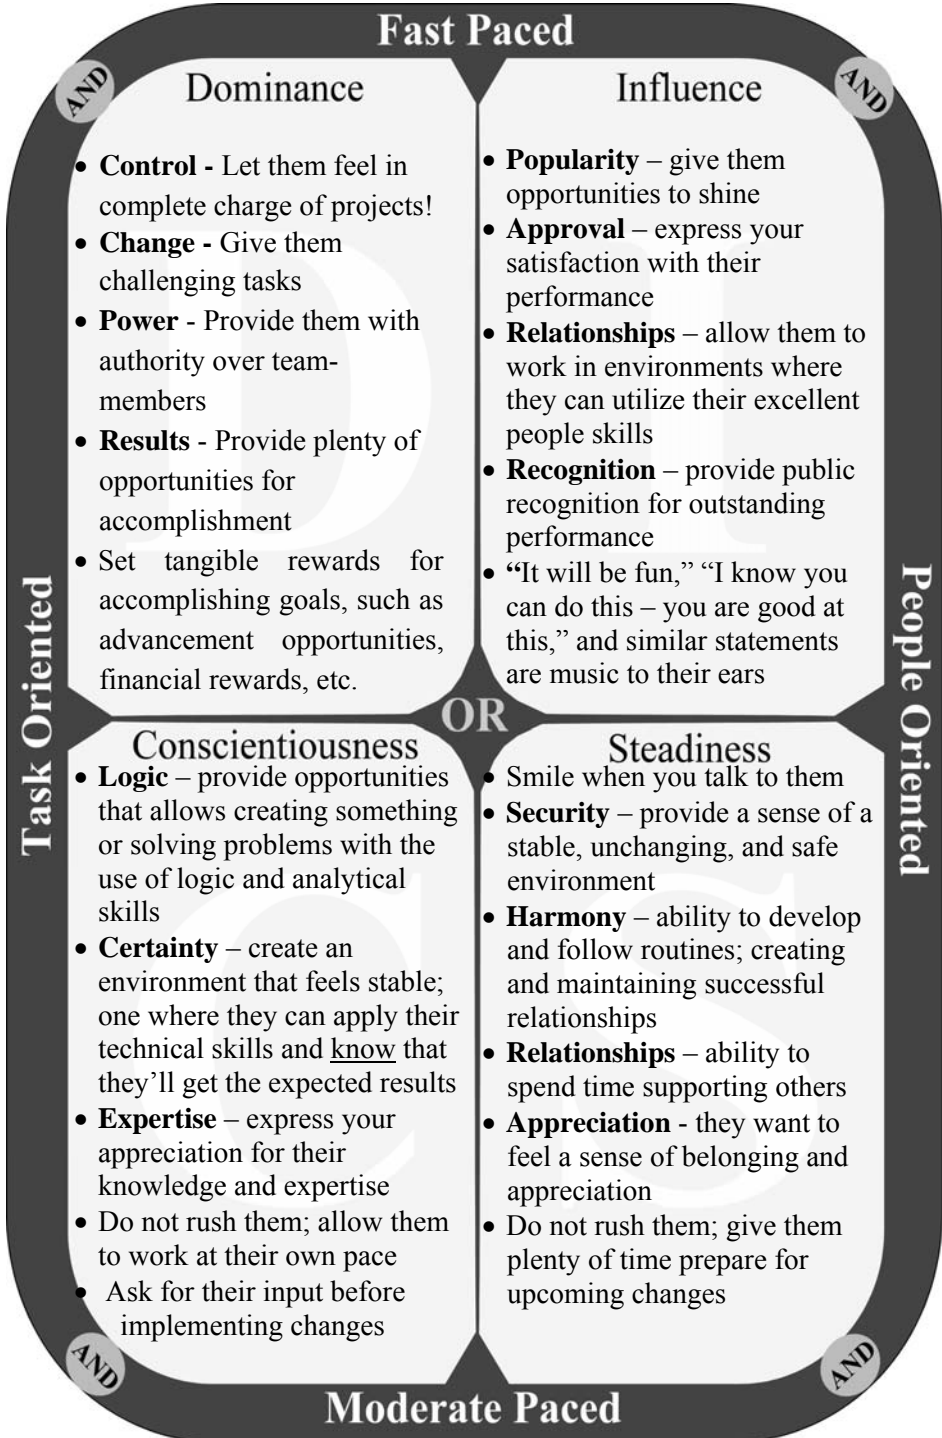 Fast Paced
AND
AND
Dominance
• Control - Let them feel in
complete charge of projects!
• Change - Give them
challenging tasks
• Power - Provide them with
authority over team-
members
• Results - Provide plenty of
opportunities for
accomplishment
• Set tangible rewards for
accomplishing goals, such as
advancement opportunities,
financial rewards, etc.
D
Influence
• Popularity – give them
opportunities to shine
• Approval – express your
satisfaction with their
performance
• Relationships – allow them to
work in environments where
they can utilize their excellent
people skills
• Recognition – provide public
recognition for outstanding
performance
• “It will be fun,” “I know you
can do this – you are good at
this,” and similar statements
are music to their ears
I
Task Oriented
OR
People Oriented
Conscientiousness
• Logic – provide opportunities
that allows creating something
or solving problems with the
use of logic and analytical
skills
• Certainty – create an
environment that feels stable;
one where they can apply their
technical skills and know that
they’ll get the expected results
• Expertise – express your
appreciation for their
knowledge and expertise
• Do not rush them; allow them
to work at their own pace
• Ask for their input before
implementing changes
C
Steadiness
• Smile when you talk to them
• Security – provide a sense of a
stable, unchanging, and safe
environment
• Harmony – ability to develop
and follow routines; creating
and maintaining successful
relationships
• Relationships – ability to
spend time supporting others
• Appreciation - they want to
feel a sense of belonging and
appreciation
• Do not rush them; give them
plenty of time prepare for
upcoming changes
S
AND
AND
Moderate Paced